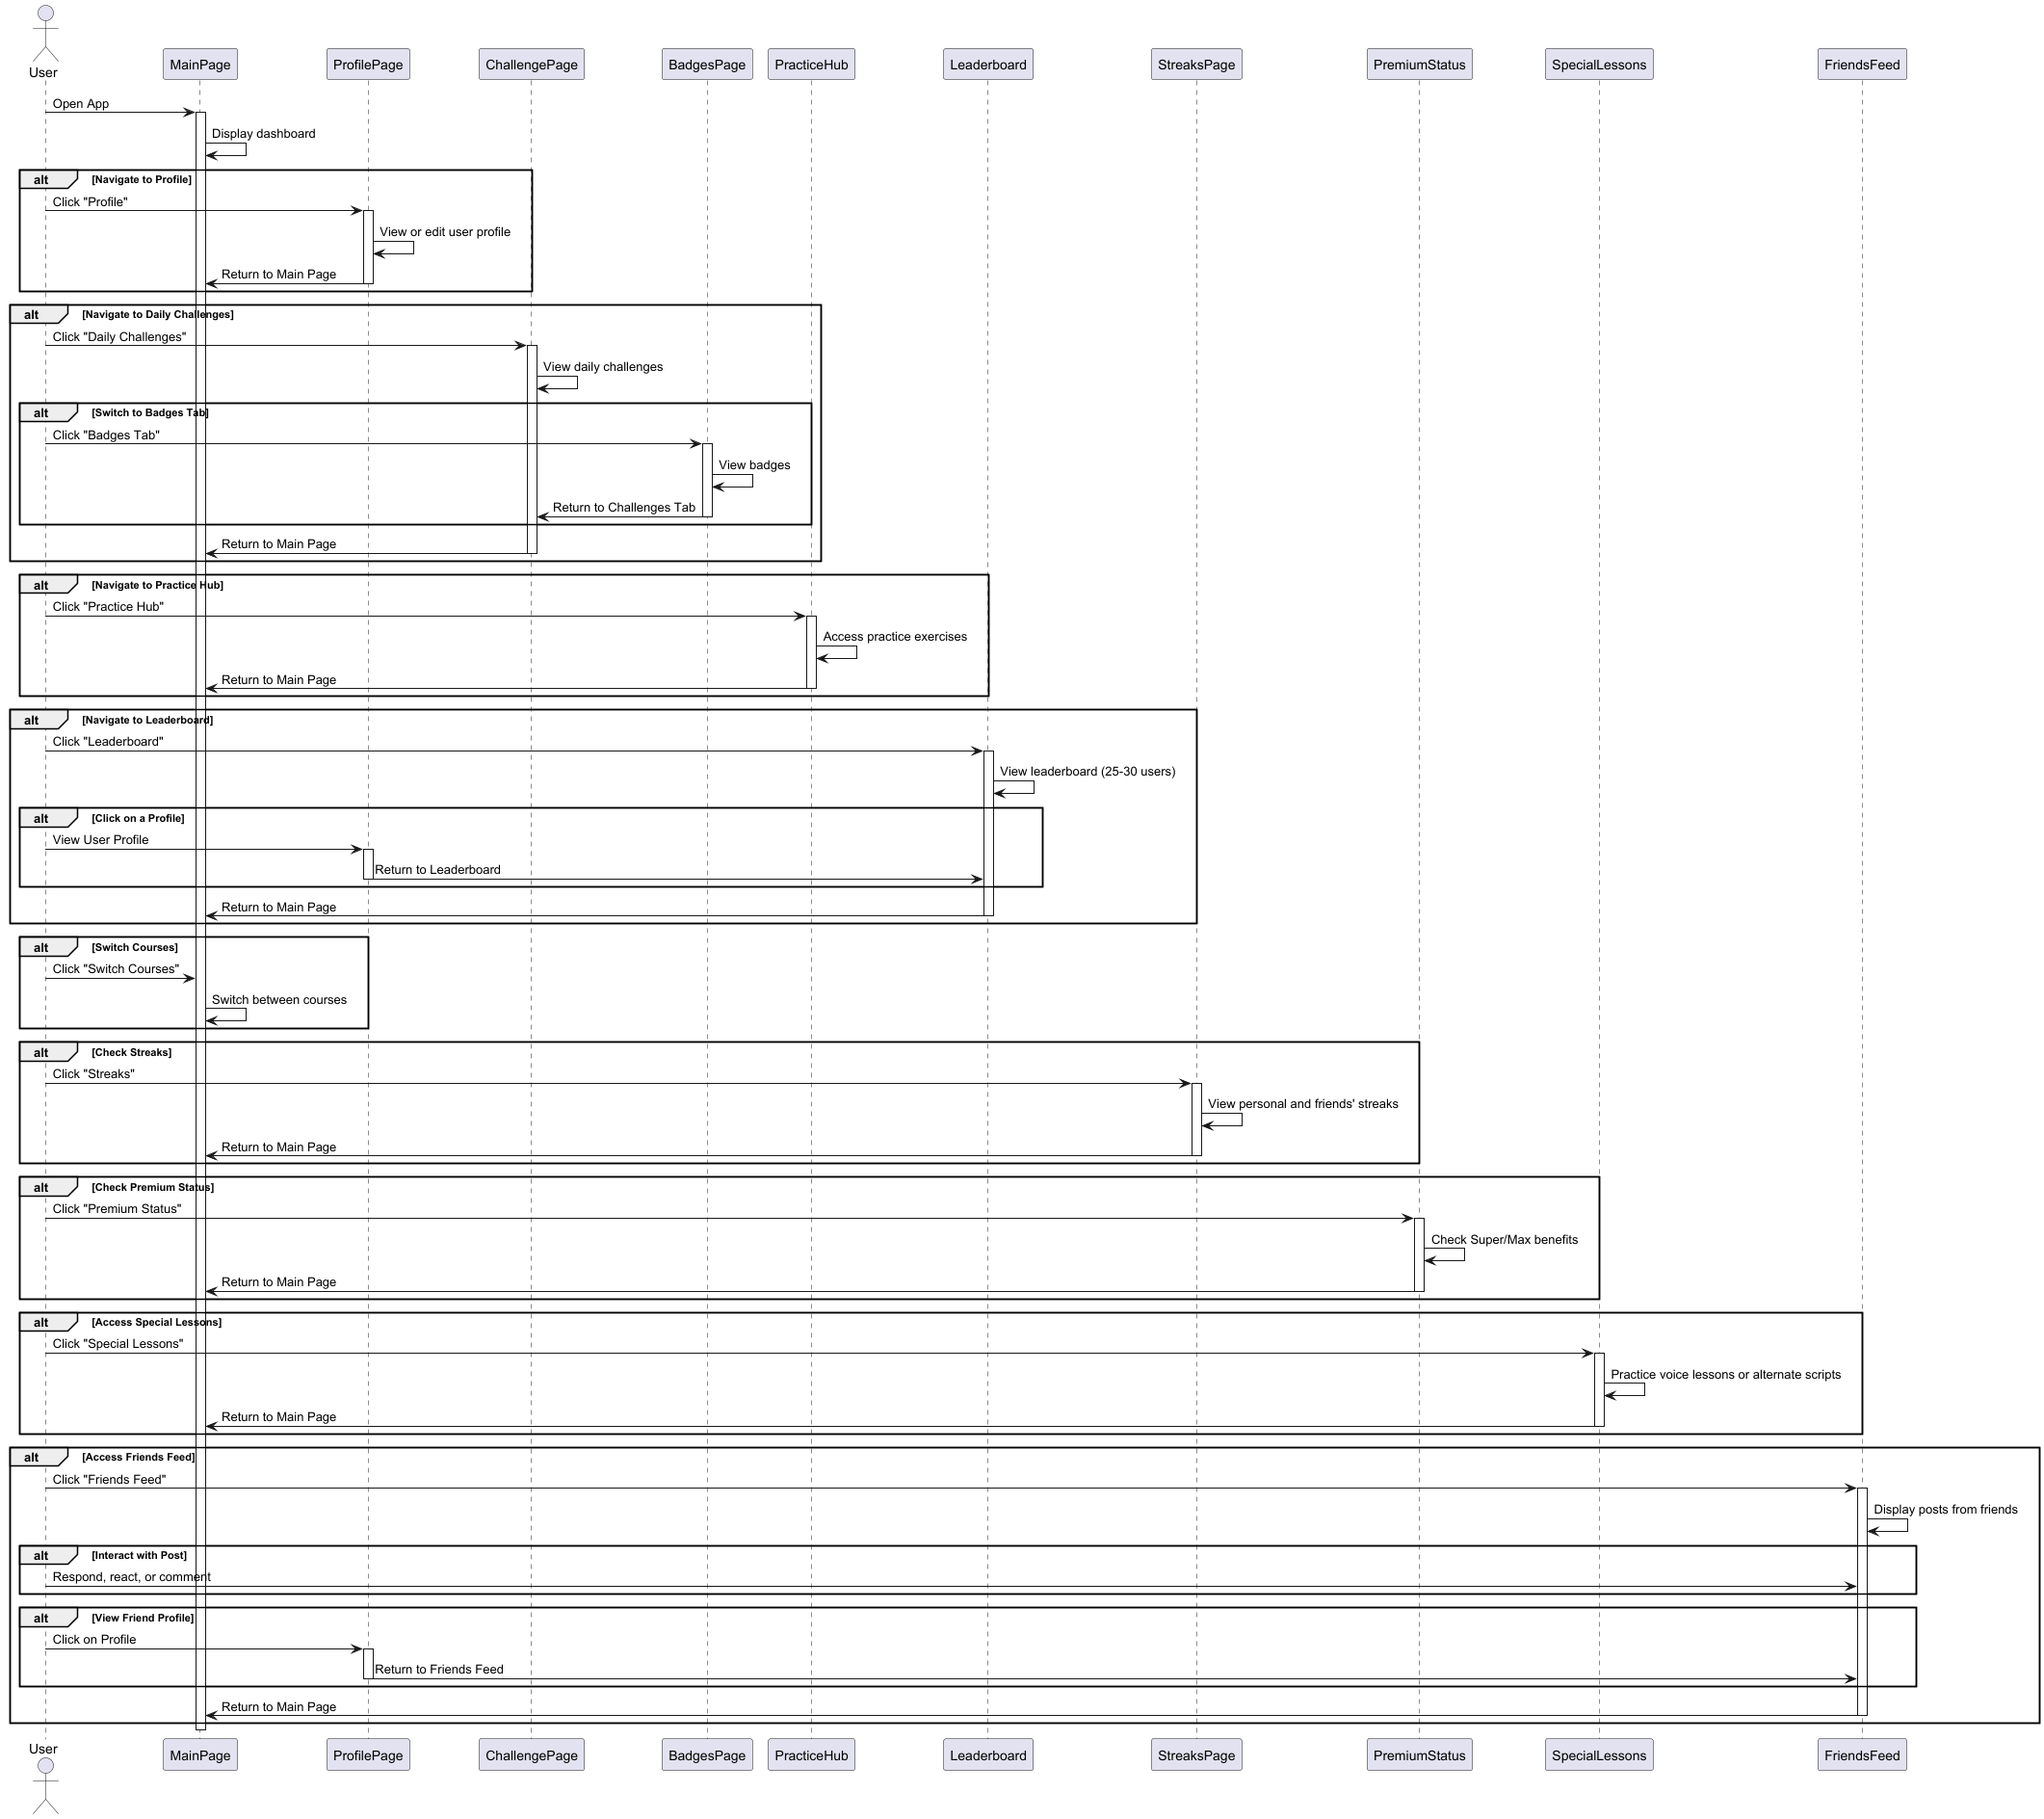 User
MainPage
ProfilePage
ChallengePage
BadgesPage
PracticeHub
Leaderboard
StreaksPage
PremiumStatus
SpecialLessons
FriendsFeed
Open App
Display dashboard
alt [Navigate to Profile]
Click "Profile"
View or edit user profile
Return to Main Page
alt [Navigate to Daily Challenges]
Click "Daily Challenges"
View daily challenges
alt [Switch to Badges Tab]
Click "Badges Tab"
View badges
Return to Challenges Tab
Return to Main Page
alt [Navigate to Practice Hub]
Click "Practice Hub"
Access practice exercises
Return to Main Page
alt [Navigate to Leaderboard]
Click "Leaderboard"
View leaderboard (25-30 users)
alt [Click on a Profile]
View User Profile
Return to Leaderboard
Return to Main Page
alt [Switch Courses]
Click "Switch Courses"
Switch between courses
alt [Check Streaks]
Click "Streaks"
View personal and friends' streaks
Return to Main Page
alt [Check Premium Status]
Click "Premium Status"
Check Super/Max benefits
Return to Main Page
alt [Access Special Lessons]
Click "Special Lessons"
Practice voice lessons or alternate scripts
Return to Main Page
alt [Access Friends Feed]
Click "Friends Feed"
Display posts from friends
alt [Interact with Post]
Respond, react, or comment
alt [View Friend Profile]
Click on Profile
Return to Friends Feed
Return to Main Page
User
MainPage
ProfilePage
ChallengePage
BadgesPage
PracticeHub
Leaderboard
StreaksPage
PremiumStatus
SpecialLessons
FriendsFeed